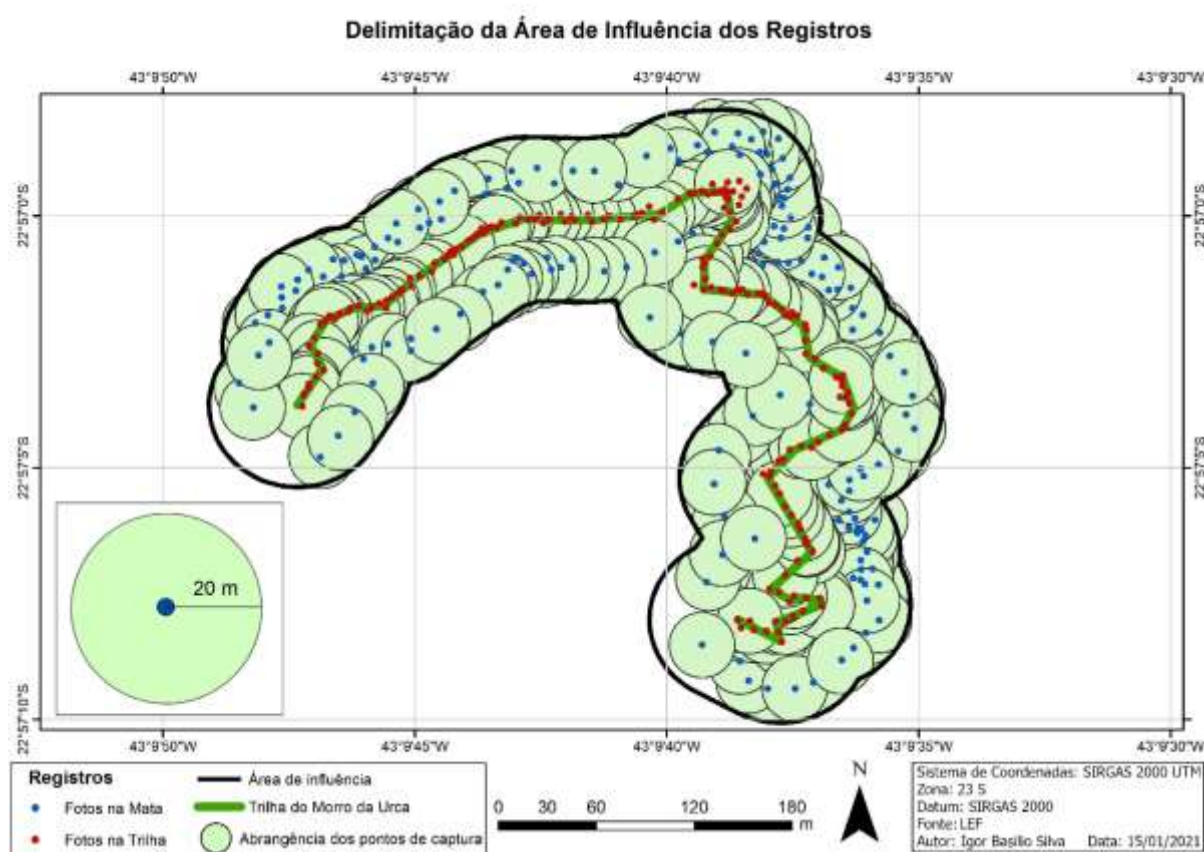 Delimitação da Área de Influência dos Registros
43°9'50"W 43°9'45"W 43°9'40"W 43°9'35"W 43°9'30"W
22°57'0"S 22°57'0"S
22°57'5"S 22°57'5"S
20 m
22°57'10"S 22°57'10"S
43°9'50"W 43°9'45"W 43°9'40"W 43°9'35"W 43°9'30"W
Registros
Fotos na Mata
Fotos na Trilha
Área de influência
Trilha do Morro da Urca
Abrangência dos pontos de captura
0 30 60 120 180
m
N
Sistema de Coordenadas: SIRGAS 2000 UTM
Zona: 23 S
Datum: SIRGAS 2000
Fonte: LEF
Autor: Igor Basilio Silva Data: 15/01/2021